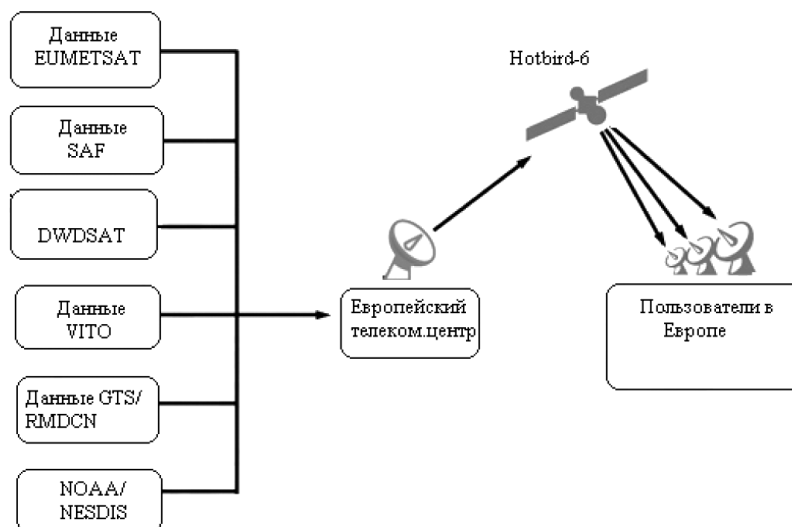 Данные
EUMETSAT
Данные
SAF
DWDSAT
Данные
VITO
Данные GTS/
RMDCN
NOAA/
NESDIS
Европейский
телеком.центр
Hotbird-6
Пользователи в
Европе